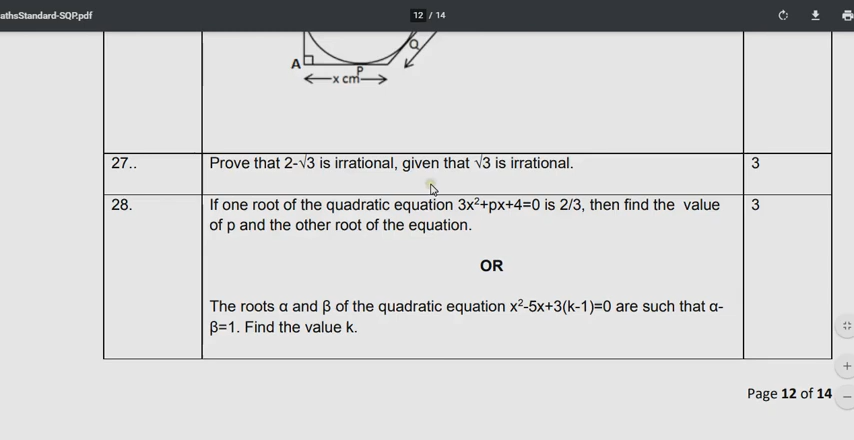 athsStandard-SQP.pdf
12 / 14
Q
A
P
x cm
27.. Prove that 2-√3 is irrational, given that √3 is irrational. 3
28. If one root of the quadratic equation 3x²+px+4=0 is 2/3, then find the value 3
of p and the other root of the equation.
OR
The roots α and β of the quadratic equation x²-5x+3(k-1)=0 are such that α-
β=1. Find the value k.
Page 12 of 14